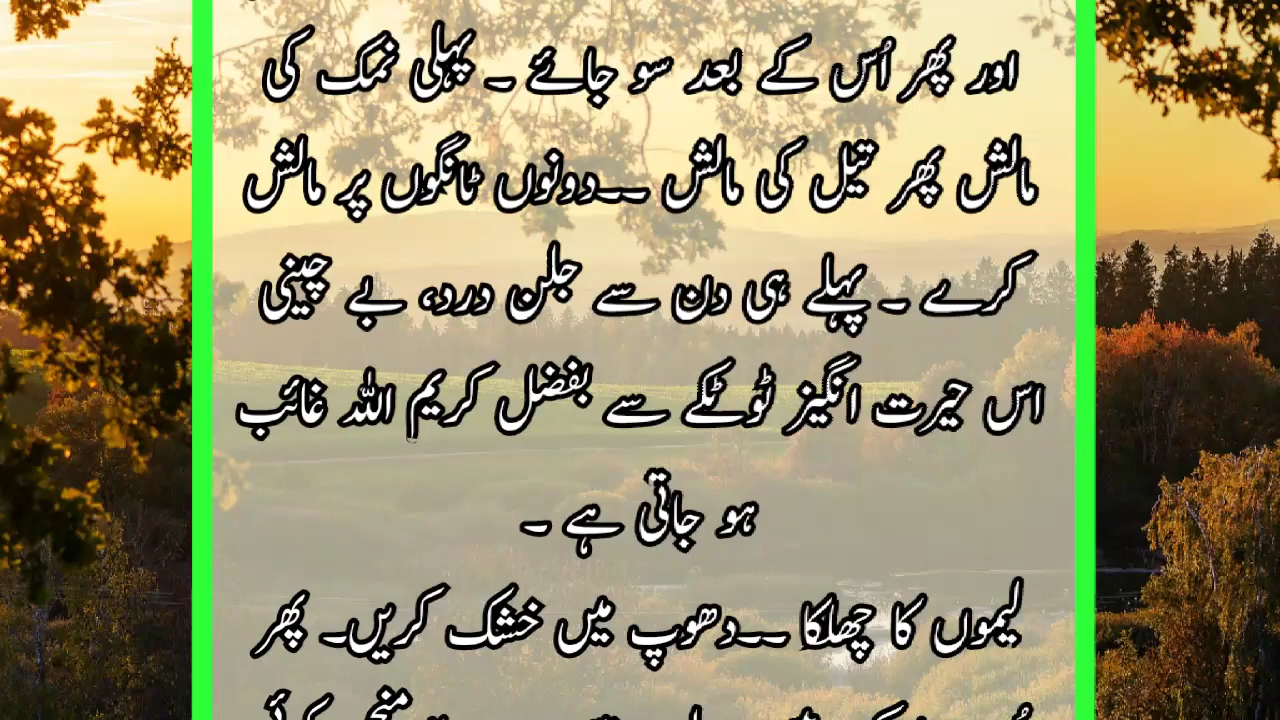 اور پھر اُس کے بعد سو جائے ۔ پہلی نمک کی
مالش پھر تیل کی مالش ۔۔دونوں ٹانگوں پر مالش
کرے ۔ پہلے ہی دن سے جلن درد، بے چینی
اس حیرت انگیز ٹوٹکے سے بفضل کریم اللہ غائب
ہو جاتی ہے ۔
لیموں کا چھلکا ۔۔دھوپ میں خشک کریں۔ پھر